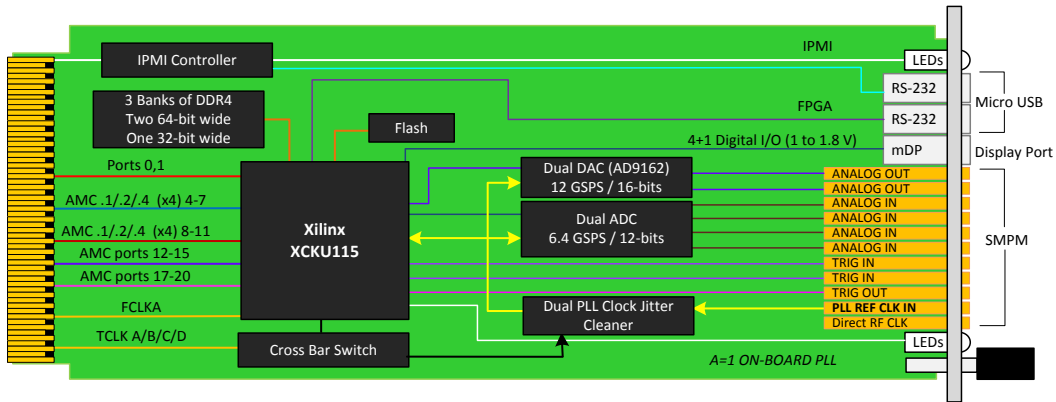 IPMI
LEDs
IPMI Controller
RS-232
Micro USB
3 Banks of DDR4
Two 64-bit wide
One 32-bit wide
FPGA
RS-232
Flash
4+1 Digital I/O (1 to 1.8 V)
mDP
Display Port
Ports 0,1
Dual DAC (AD9162)
12 GSPS / 16-bits
ANALOG OUT
ANALOG OUT
AMC .1/.2/.4 (x4) 4-7
ANALOG IN
Xilinx
XCKU115
Dual ADC
6.4 GSPS / 12-bits
ANALOG IN
AMC .1/.2/.4 (x4) 8-11
ANALOG IN
SMPM
ANALOG IN
AMC ports 12-15
TRIG IN
AMC ports 17-20
TRIG IN
TRIG OUT
FCLKA
Dual PLL Clock Jitter
Cleaner
PLL REF CLK IN
Direct RF CLK
TCLK A/B/C/D
Cross Bar Switch
LEDs
A=1 ON-BOARD PLL